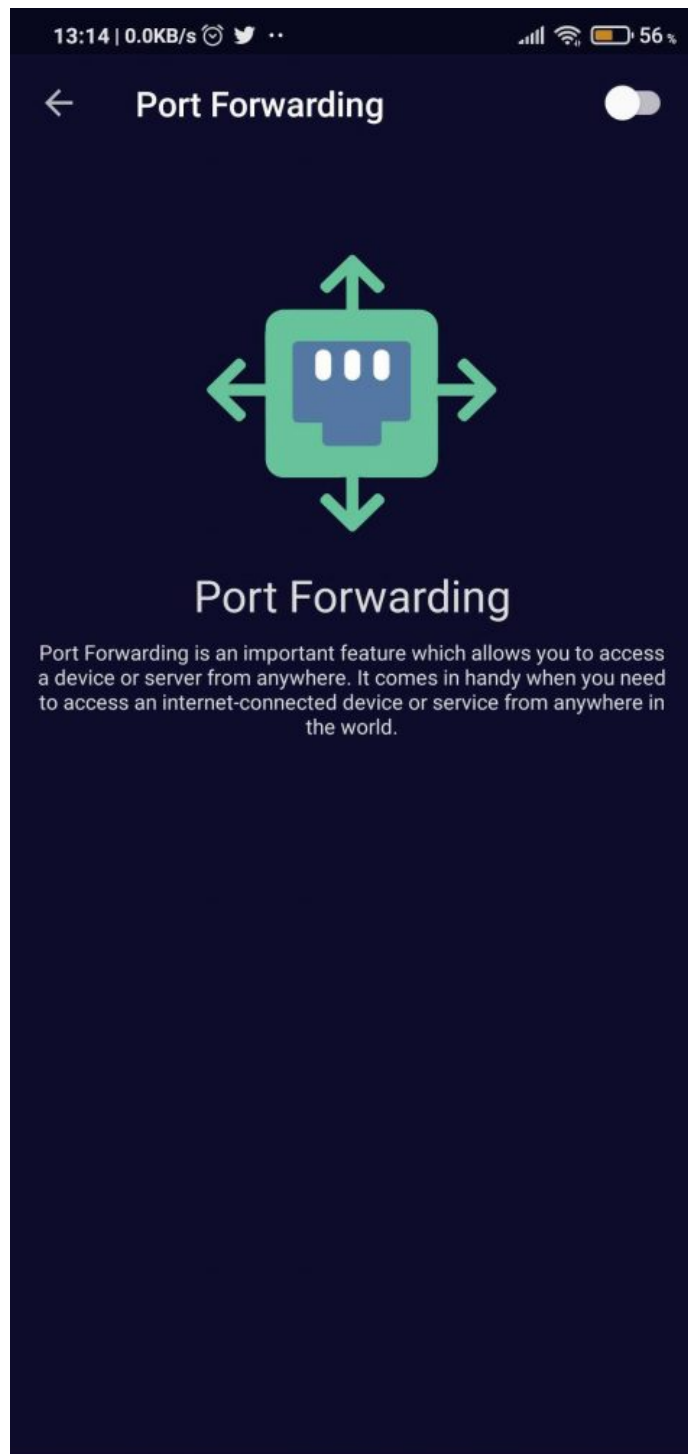 13:14 | 0.0KB/s
56 %
Port Forwarding
Port Forwarding
Port Forwarding is an important feature which allows you to access
a device or server from anywhere. It comes in handy when you need
to access an internet-connected device or service from anywhere in
the world.